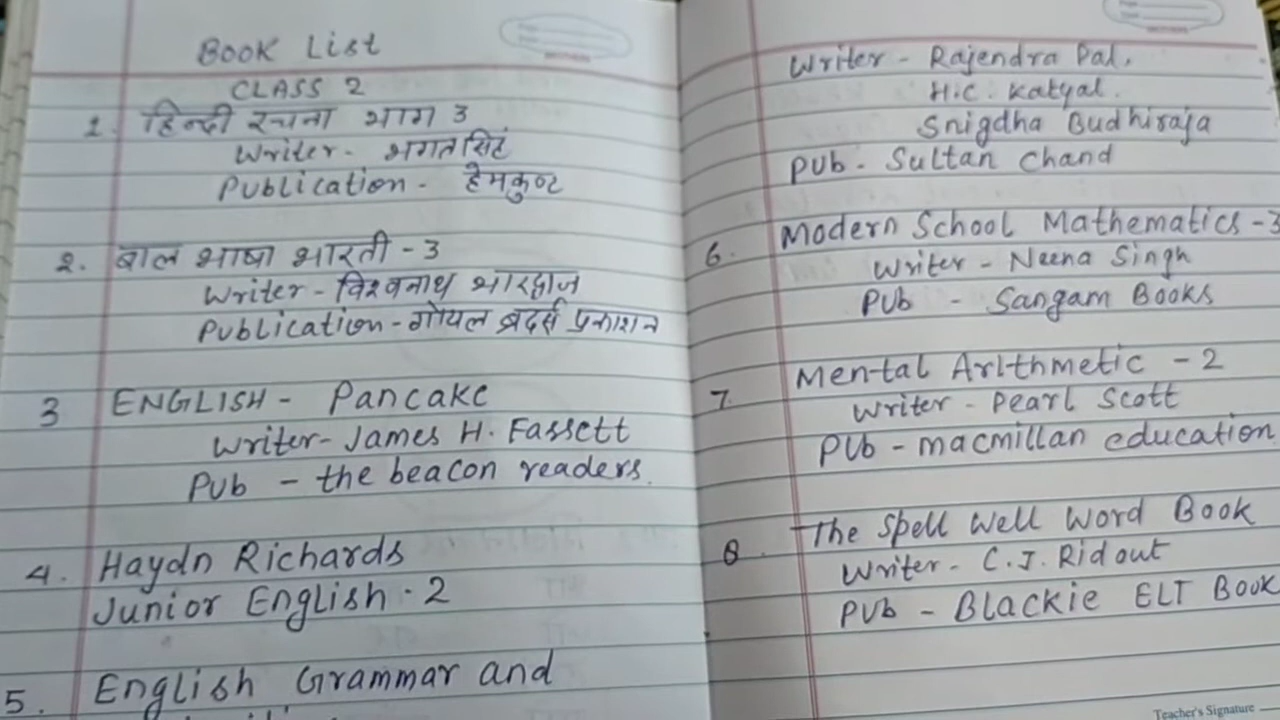 Book List
CLASS 2
1. हिन्दी रचना भाग 3
Writer - भगत सिंह
Publication - हेमकुण्ट
2. बाल भाषा भारती - 3
Writer - विश्वनाथ भारद्वाज
Publication - गोयल ब्रदर्स प्रकाशन
3 ENGLISH - Pancake
Writer - James H. Fassett
Pub - the beacon readers.
4. Haydn Richards
Junior English - 2
5. English Grammar and
Writer - Rajendra Pal.
H.C. Katyal.
Snigdha Budhiraja
Pub - Sultan Chand
6. Modern School Mathematics - 3
Writer - Neena Singh
Pub - Sangam Books
7. Mental Arithmetic - 2
Writer - Pearl Scott
Pub - macmillan education
8. The Spell Well Word Book
Writer - C.J. Ridout
Pub - Blackie ELT Book
Teacher's Signature